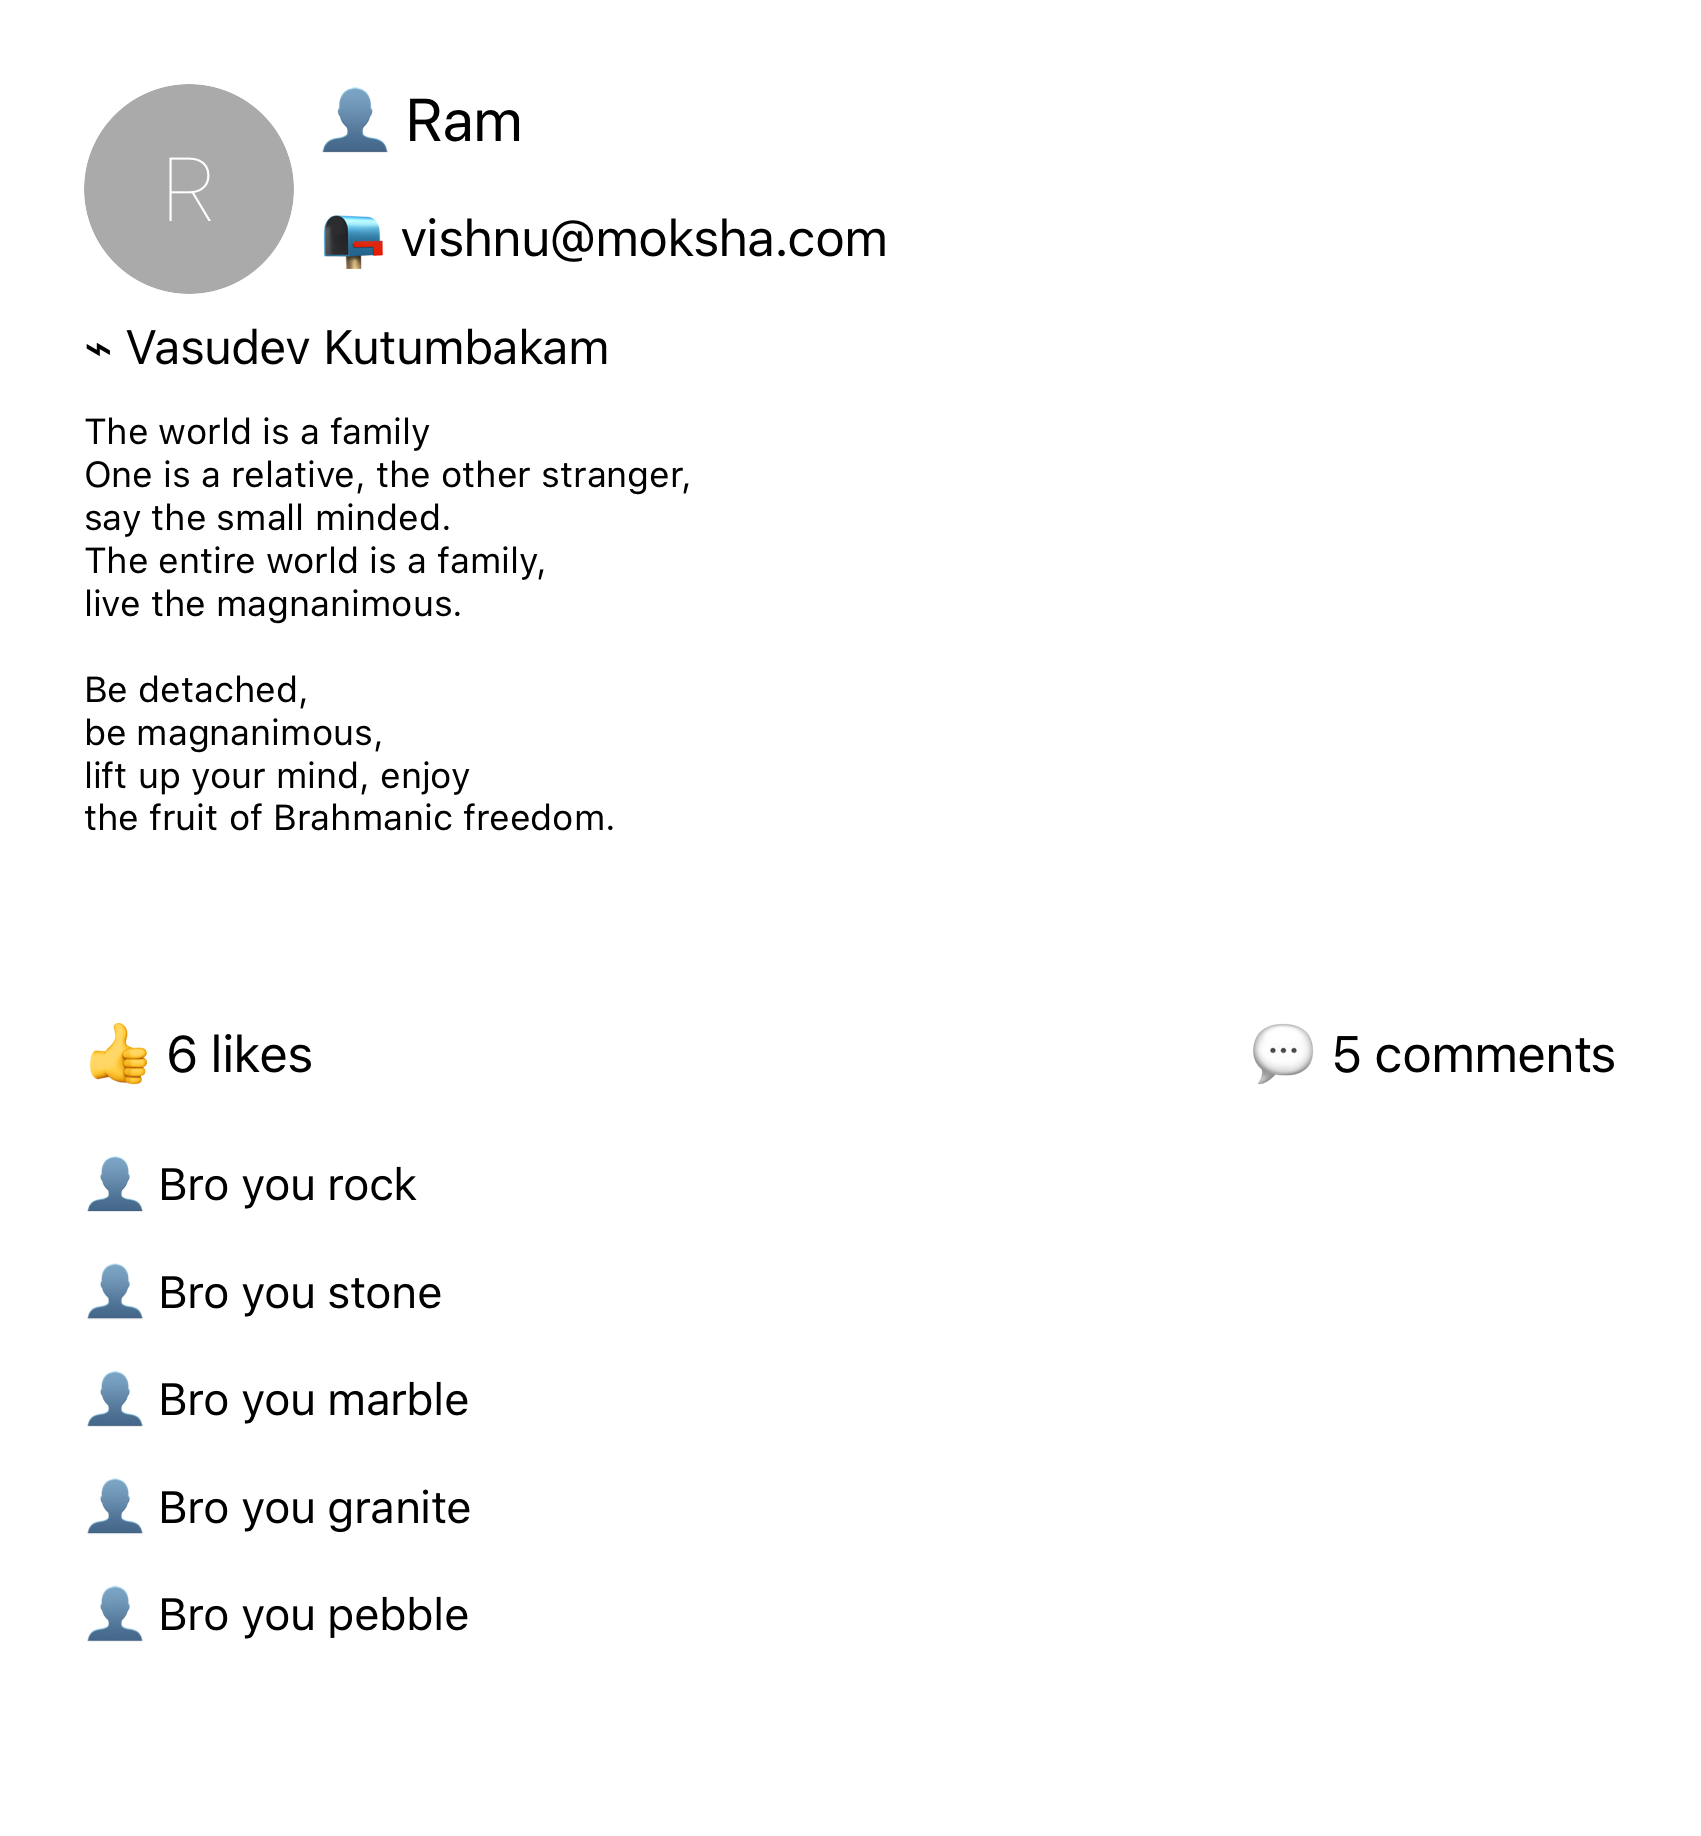 R
👤 Ram
📭 vishnu@moksha.com
⌁ Vasudev Kutumbakam
The world is a family
One is a relative, the other stranger,
say the small minded.
The entire world is a family,
live the magnanimous.
Be detached,
be magnanimous,
lift up your mind, enjoy
the fruit of Brahmanic freedom.
👍 6 likes
💬 5 comments
👤 Bro you rock
👤 Bro you stone
👤 Bro you marble
👤 Bro you granite
👤 Bro you pebble